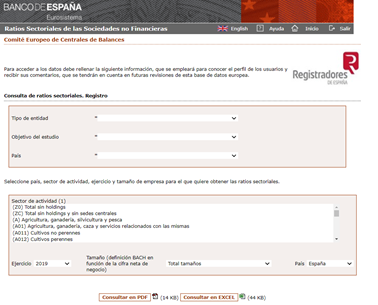 BANCO DE ESPAÑA
Eurosistema
Ratios Sectoriales de las Sociedades no Financieras
English
Ayuda
Inicio
Salir
Comité Europeo de Centrales de Balances
Para acceder a los datos debe rellenar la siguiente información, que se empleará para conocer el perfil de los usuarios y
recibir sus comentarios, que se tendrán en cuenta en futuras revisiones de esta base de datos europea.
Registradores
DE ESPAÑA
Consulta de ratios sectoriales. Registro
Tipo de entidad *
Objetivo del estudio *
País *
Seleccione país, sector de actividad, ejercicio y tamaño de empresa para el que quiere obtener las ratios sectoriales.
Sector de actividad (1)
(Z0) Total sin holdings
(ZC) Total sin holdings y sin sedes centrales
(A) Agricultura, ganadería, silvicultura y pesca
(A01) Agricultura, ganadería, caza y servicios relacionados con las mismas
(A011) Cultivos no perennes
(A012) Cultivos perennes
Ejercicio 2019
Tamaño (definición BACH en
función de la cifra neta de
negocio)
Total tamaños
País España
Consultar en PDF (14 KB)
Consultar en EXCEL (44 KB)